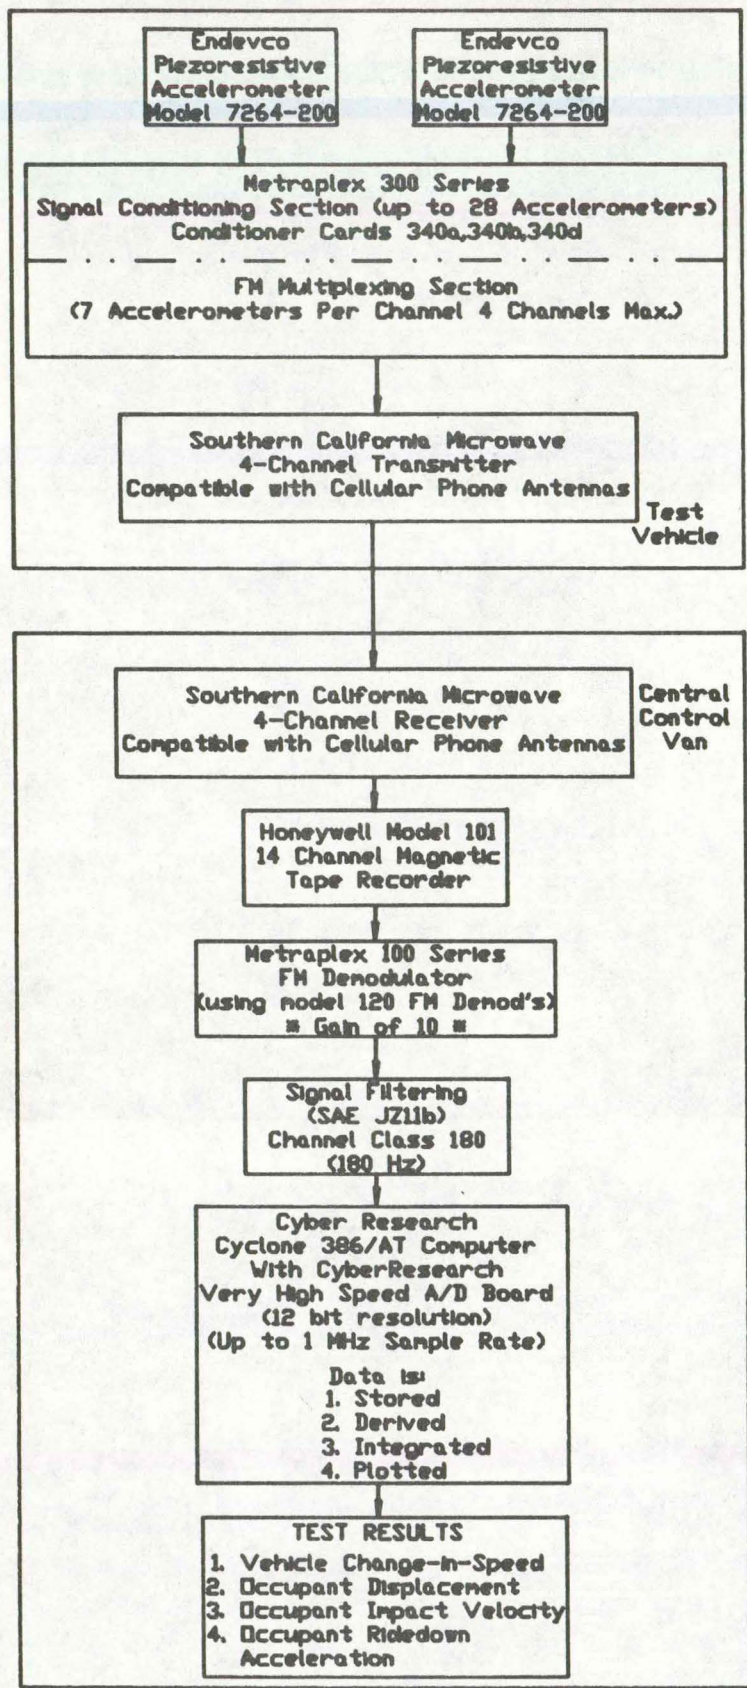 Endevco
Piezoresistive
Accelerometer
Model 7264-200
Endevco
Piezoresistive
Accelerometer
Model 7264-200
Metraplex 300 Series
Signal Conditioning Section (up to 28 Accelerometers)
Conditioner Cards 340a,340b,340d
FM Multiplexing Section
(7 Accelerometers Per Channel 4 Channels Max.)
Southern California Microwave
4-Channel Transmitter
Compatible with Cellular Phone Antennas
Test
Vehicle
Southern California Microwave
4-Channel Receiver
Compatible with Cellular Phone Antennas
Central
Control
Van
Honeywell Model 101
14 Channel Magnetic
Tape Recorder
Metraplex 100 Series
FM Demodulator
(using model 120 FM Demod's)
* Gain of 10 *
Signal Filtering
(SAE JZ11b)
Channel Class 180
(180 Hz)
Cyber Research
Cyclone 386/AT Computer
With CyberResearch
Very High Speed A/D Board
(12 bit resolution)
(Up to 1 MHz Sample Rate)
Data is:
1. Stored
2. Derived
3. Integrated
4. Plotted
TEST RESULTS
1. Vehicle Change-in-Speed
2. Occupant Displacement
3. Occupant Impact Velocity
4. Occupant Ridedown
Acceleration